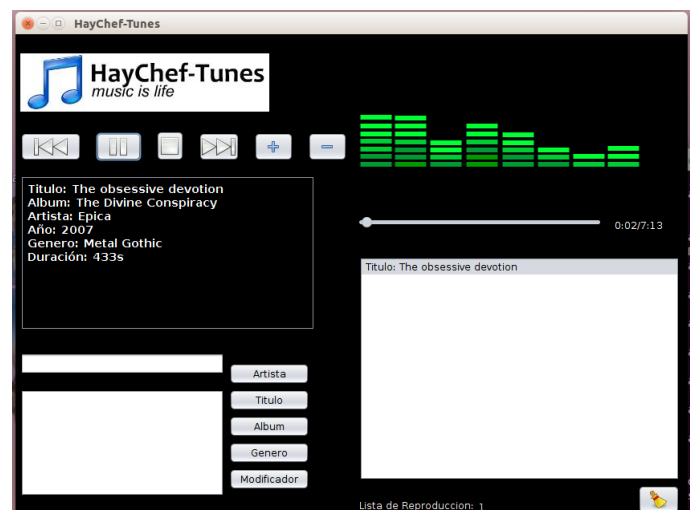 HayChef-Tunes
HayChef-Tunes
music is life
Titulo: The obsessive devotion
Album: The Divine Conspiracy
Artista: Epica
Año: 2007
Genero: Metal Gothic
Duración: 433s
0:02/7:13
Titulo: The obsessive devotion
Artista
Titulo
Album
Genero
Modificador
Lista de Reproduccion: 1